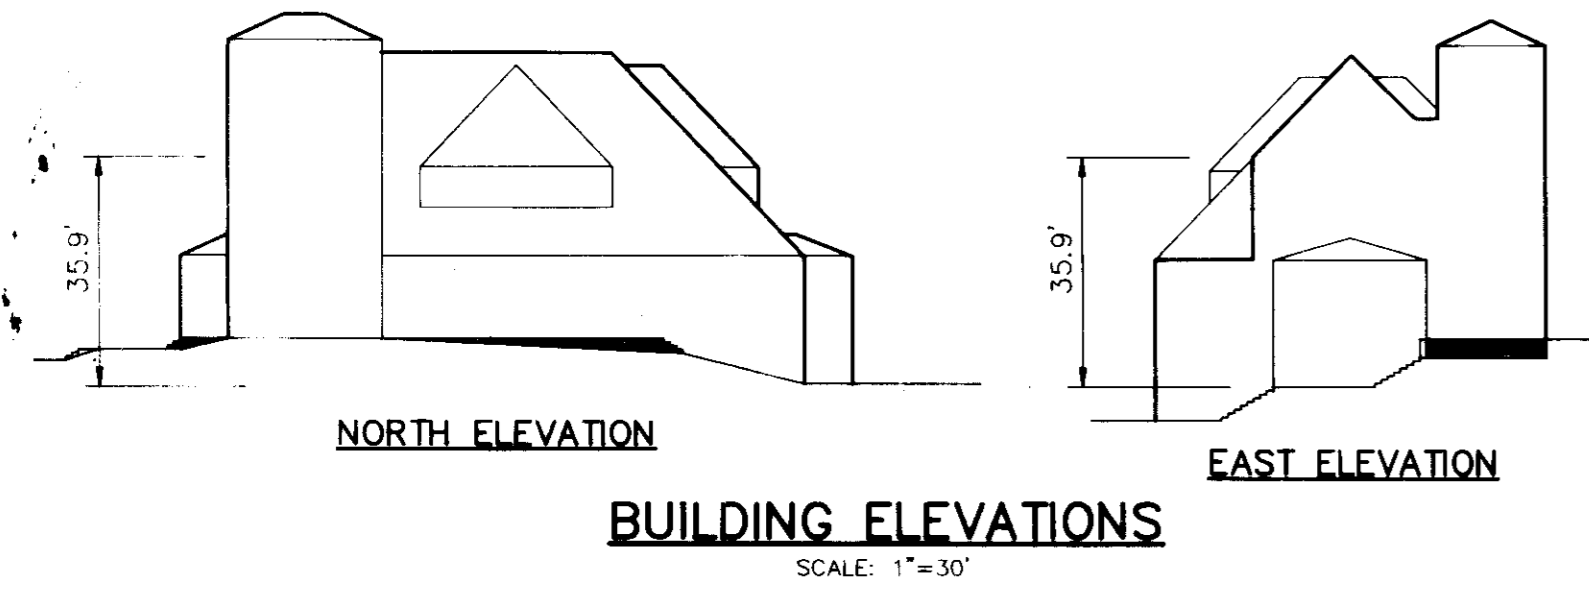 35.9'
35.9'
NORTH ELEVATION
EAST ELEVATION
BUILDING ELEVATIONS
SCALE: 1"=30'